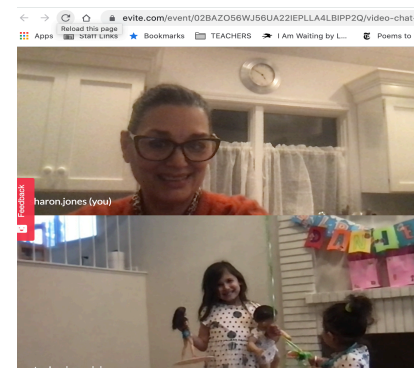 evite.com/event/02BAZO56WJ56UA22IEPLLA4LBIPP2Q/video-chat
Reload this page
Apps Staff Links Bookmarks TEACHERS I Am Waiting by L... Poems to
Feedback
haron.jones (you)